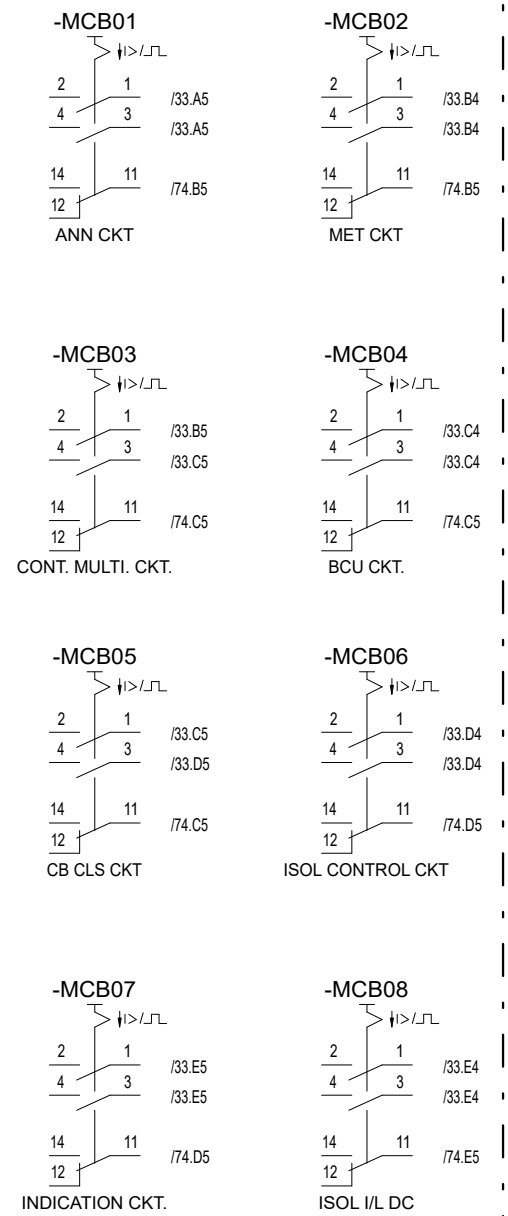 -MCB01
I>/
2 1 /33.A5
4 3 /33.A5
14 11 /74.B5
12
ANN CKT
-MCB02
I>/
2 1 /33.B4
4 3 /33.B4
14 11 /74.B5
12
MET CKT
-MCB03
I>/
2 1 /33.B5
4 3 /33.C5
14 11 /74.C5
12
CONT. MULTI. CKT.
-MCB04
I>/
2 1 /33.C4
4 3 /33.C4
14 11 /74.C5
12
BCU CKT.
-MCB05
I>/
2 1 /33.C5
4 3 /33.D5
14 11 /74.C5
12
CB CLS CKT
-MCB06
I>/
2 1 /33.D4
4 3 /33.D4
14 11 /74.D5
12
ISOL CONTROL CKT
-MCB07
I>/
2 1 /33.E5
4 3 /33.E5
14 11 /74.D5
12
INDICATION CKT.
-MCB08
I>/
2 1 /33.E4
4 3 /33.E4
14 11 /74.E5
12
ISOL I/L DC